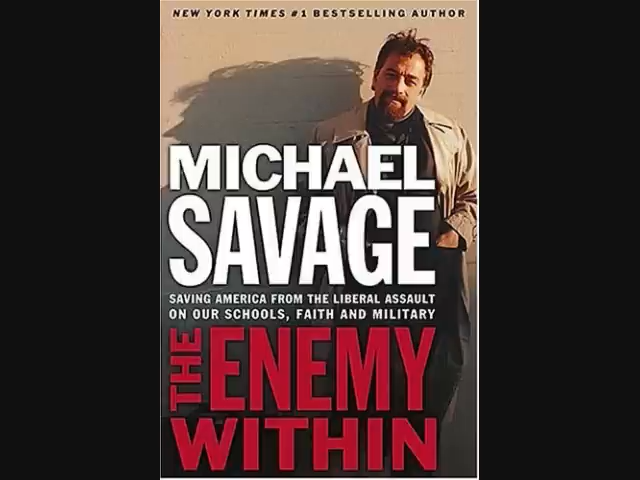 NEW YORK TIMES #1 BESTSELLING AUTHOR
MICHAEL
SAVAGE
SAVING AMERICA FROM THE LIBERAL ASSAULT
ON OUR SCHOOLS, FAITH AND MILITARY
THE ENEMY
WITHIN